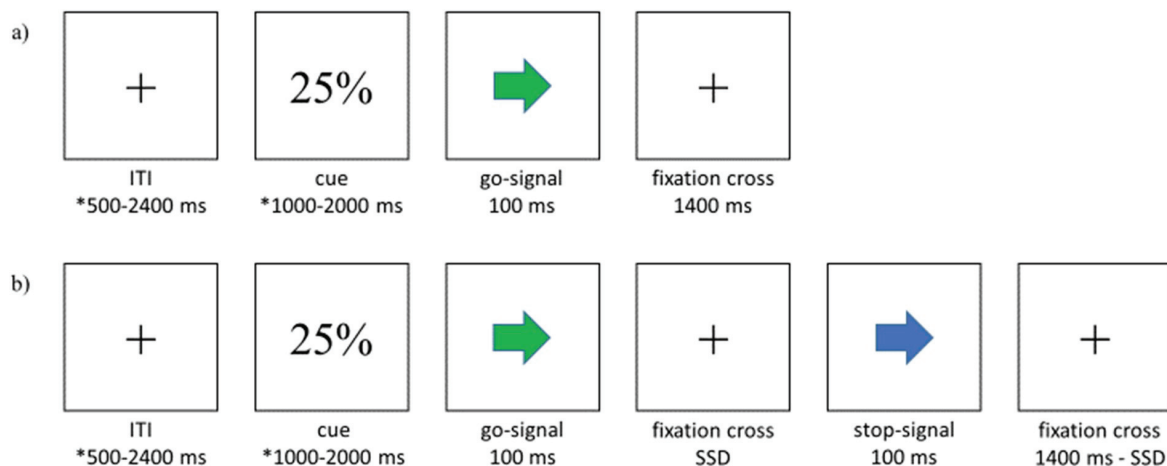 a)
+ 25% +
ITI cue go-signal fixation cross
*500-2400 ms *1000-2000 ms 100 ms 1400 ms
b)
+ 25% + +
ITI cue go-signal fixation cross stop-signal fixation cross
*500-2400 ms *1000-2000 ms 100 ms SSD 100 ms 1400 ms - SSD